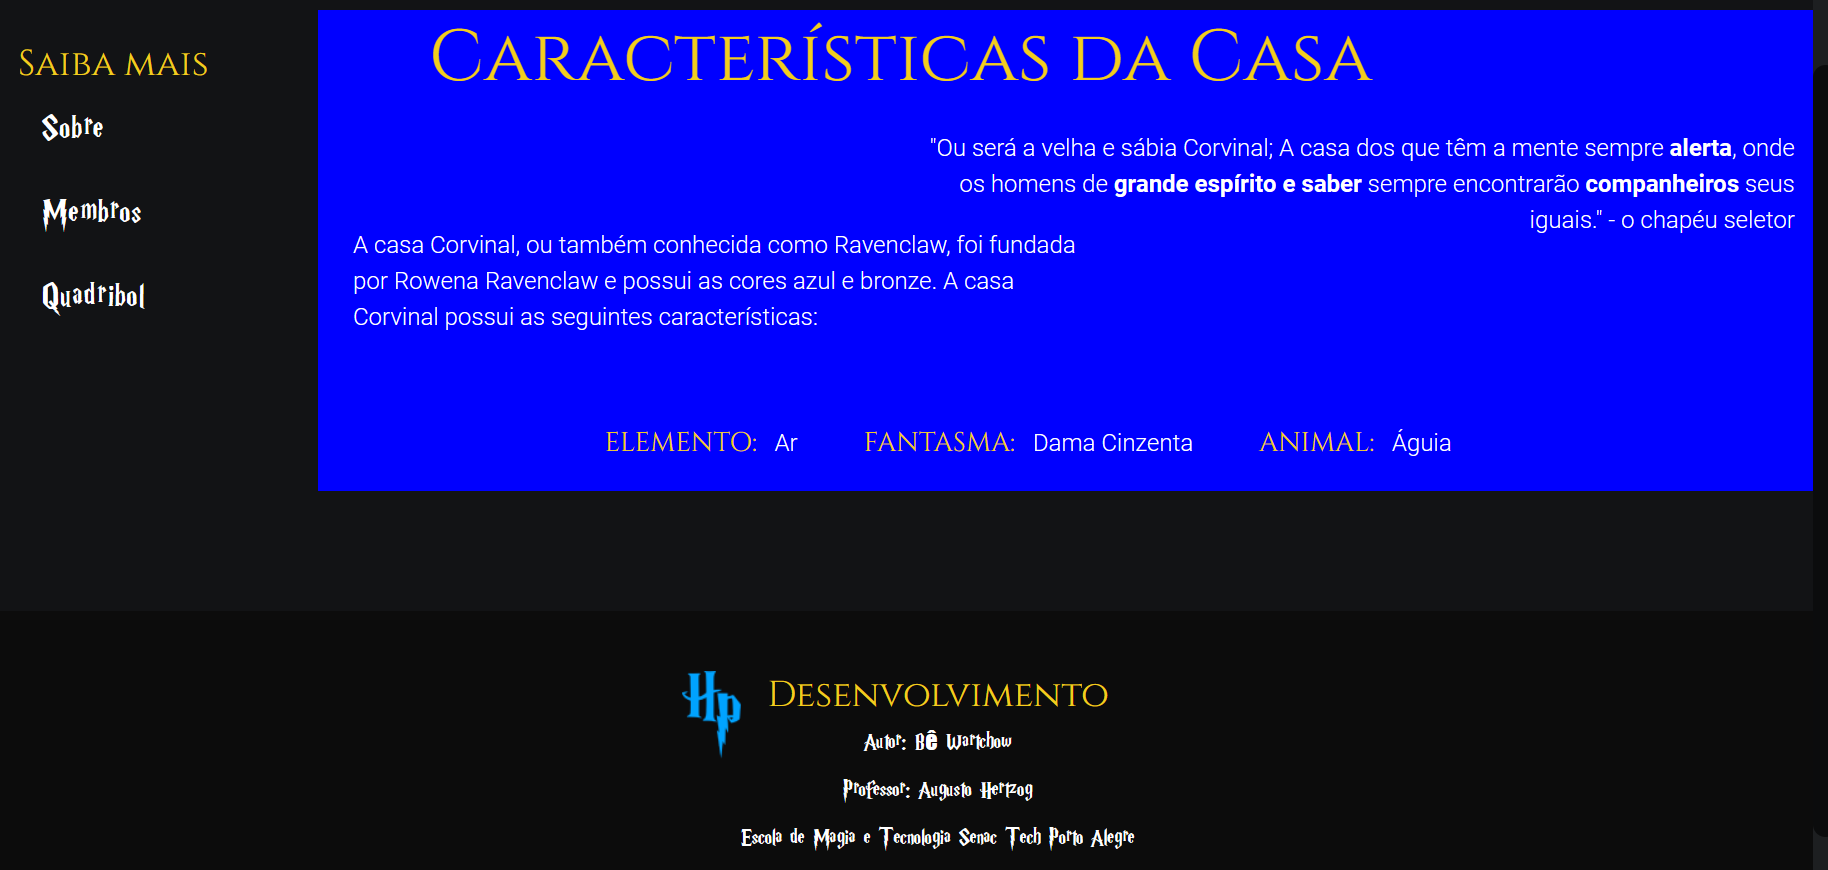 Saiba mais
Sobre
Membros
Quadribol
Características da Casa
"Ou será a velha e sábia Corvinal; A casa dos que têm a mente sempre alerta, onde
os homens de grande espírito e saber sempre encontrarão companheiros seus
iguais." - o chapéu seletor
A casa Corvinal, ou também conhecida como Ravenclaw, foi fundada
por Rowena Ravenclaw e possui as cores azul e bronze. A casa
Corvinal possui as seguintes características:
ELEMENTO: Ar FANTASMA: Dama Cinzenta ANIMAL: Águia
Hp
Desenvolvimento
Autor: Bê Wartchow
Professor: Augusto Hertzog
Escola de Magia e Tecnologia Senac Tech Porto Alegre